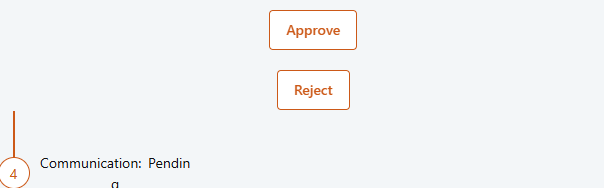 Approve
Reject
4
Communication: Pendin
g